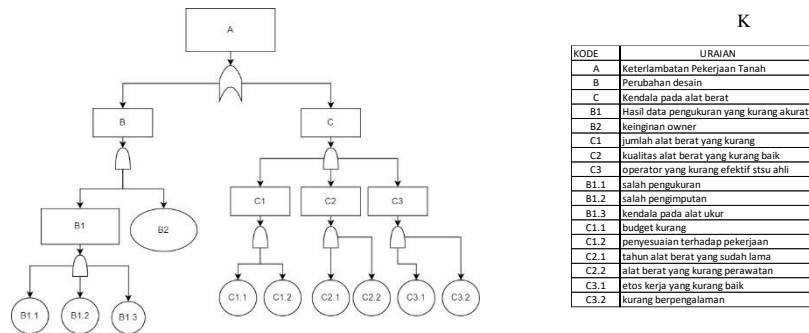 A
B
C
B1
B2
C1
C2
C3
B1.1
B1.2
B1.3
C1.1
C1.2
C2.1
C2.2
C3.1
C3.2
K
KODE URAIAN
A Keterlambatan Pekerjaan Tanah
B Perubahan desain
C Kendala pada alat berat
B1 Hasil data pengukuran yang kurang akurat
B2 keinginan owner
C1 jumlah alat berat yang kurang
C2 kualitas alat berat yang kurang baik
C3 operator yang kurang efektif stsu ahli
B1.1 salah pengukuran
B1.2 salah pengimputan
B1.3 kendala pada alat ukur
C1.1 budget kurang
C1.2 penyesuaian terhadap pekerjaan
C2.1 tahun alat berat yang sudah lama
C2.2 alat berat yang kurang perawatan
C3.1 etos kerja yang kurang baik
C3.2 kurang berpengalaman